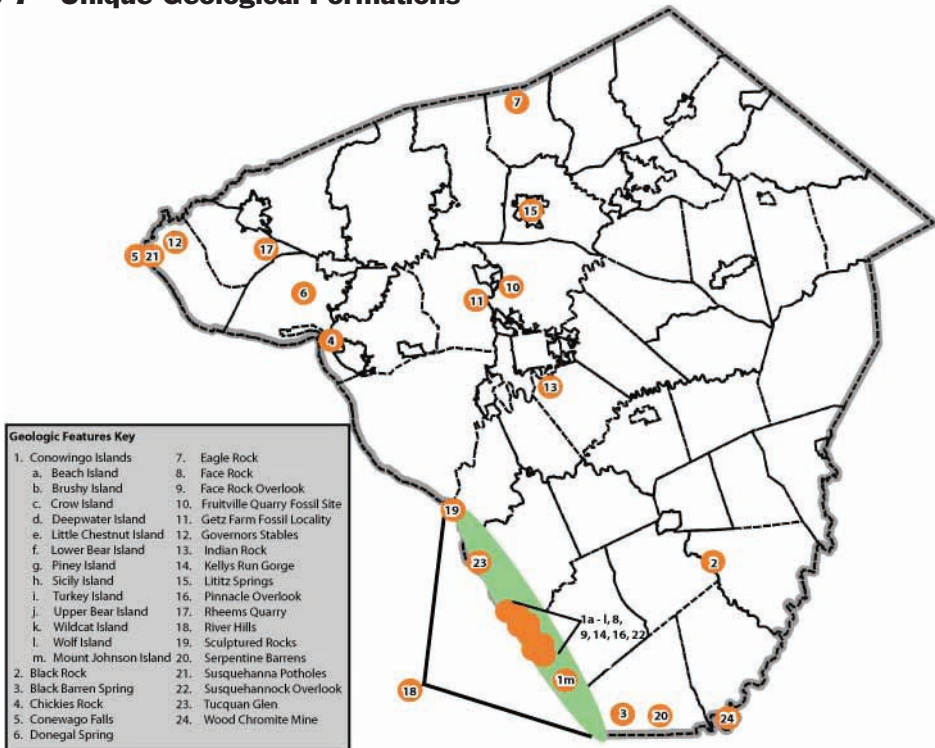 7 Unique Geological Formations
7
15
12
5
21
17
6
10
11
4
13
Geologic Features Key
1. Conowingo Islands
a. Beach Island
b. Brushy Island
c. Crow Island
d. Deepwater Island
e. Little Chestnut Island
f. Lower Bear Island
g. Piney Island
h. Sicily Island
i. Turkey Island
j. Upper Bear Island
k. Wildcat Island
l. Wolf Island
m. Mount Johnson Island
2. Black Rock
3. Black Barren Spring
4. Chickies Rock
5. Conewago Falls
6. Donegal Spring
7. Eagle Rock
8. Face Rock
9. Face Rock Overlook
10. Fruitville Quarry Fossil Site
11. Getz Farm Fossil Locality
12. Governors Stables
13. Indian Rock
14. Kellys Run Gorge
15. Lititz Springs
16. Pinnacle Overlook
17. Rheems Quarry
18. River Hills
19. Sculptured Rocks
20. Serpentine Barrens
21. Susquehanna Potholes
22. Susquehannock Overlook
23. Tucquan Glen
24. Wood Chromite Mine
19
23
2
1a - l, 8,
9, 14, 16, 22
1m
18
3
20
24